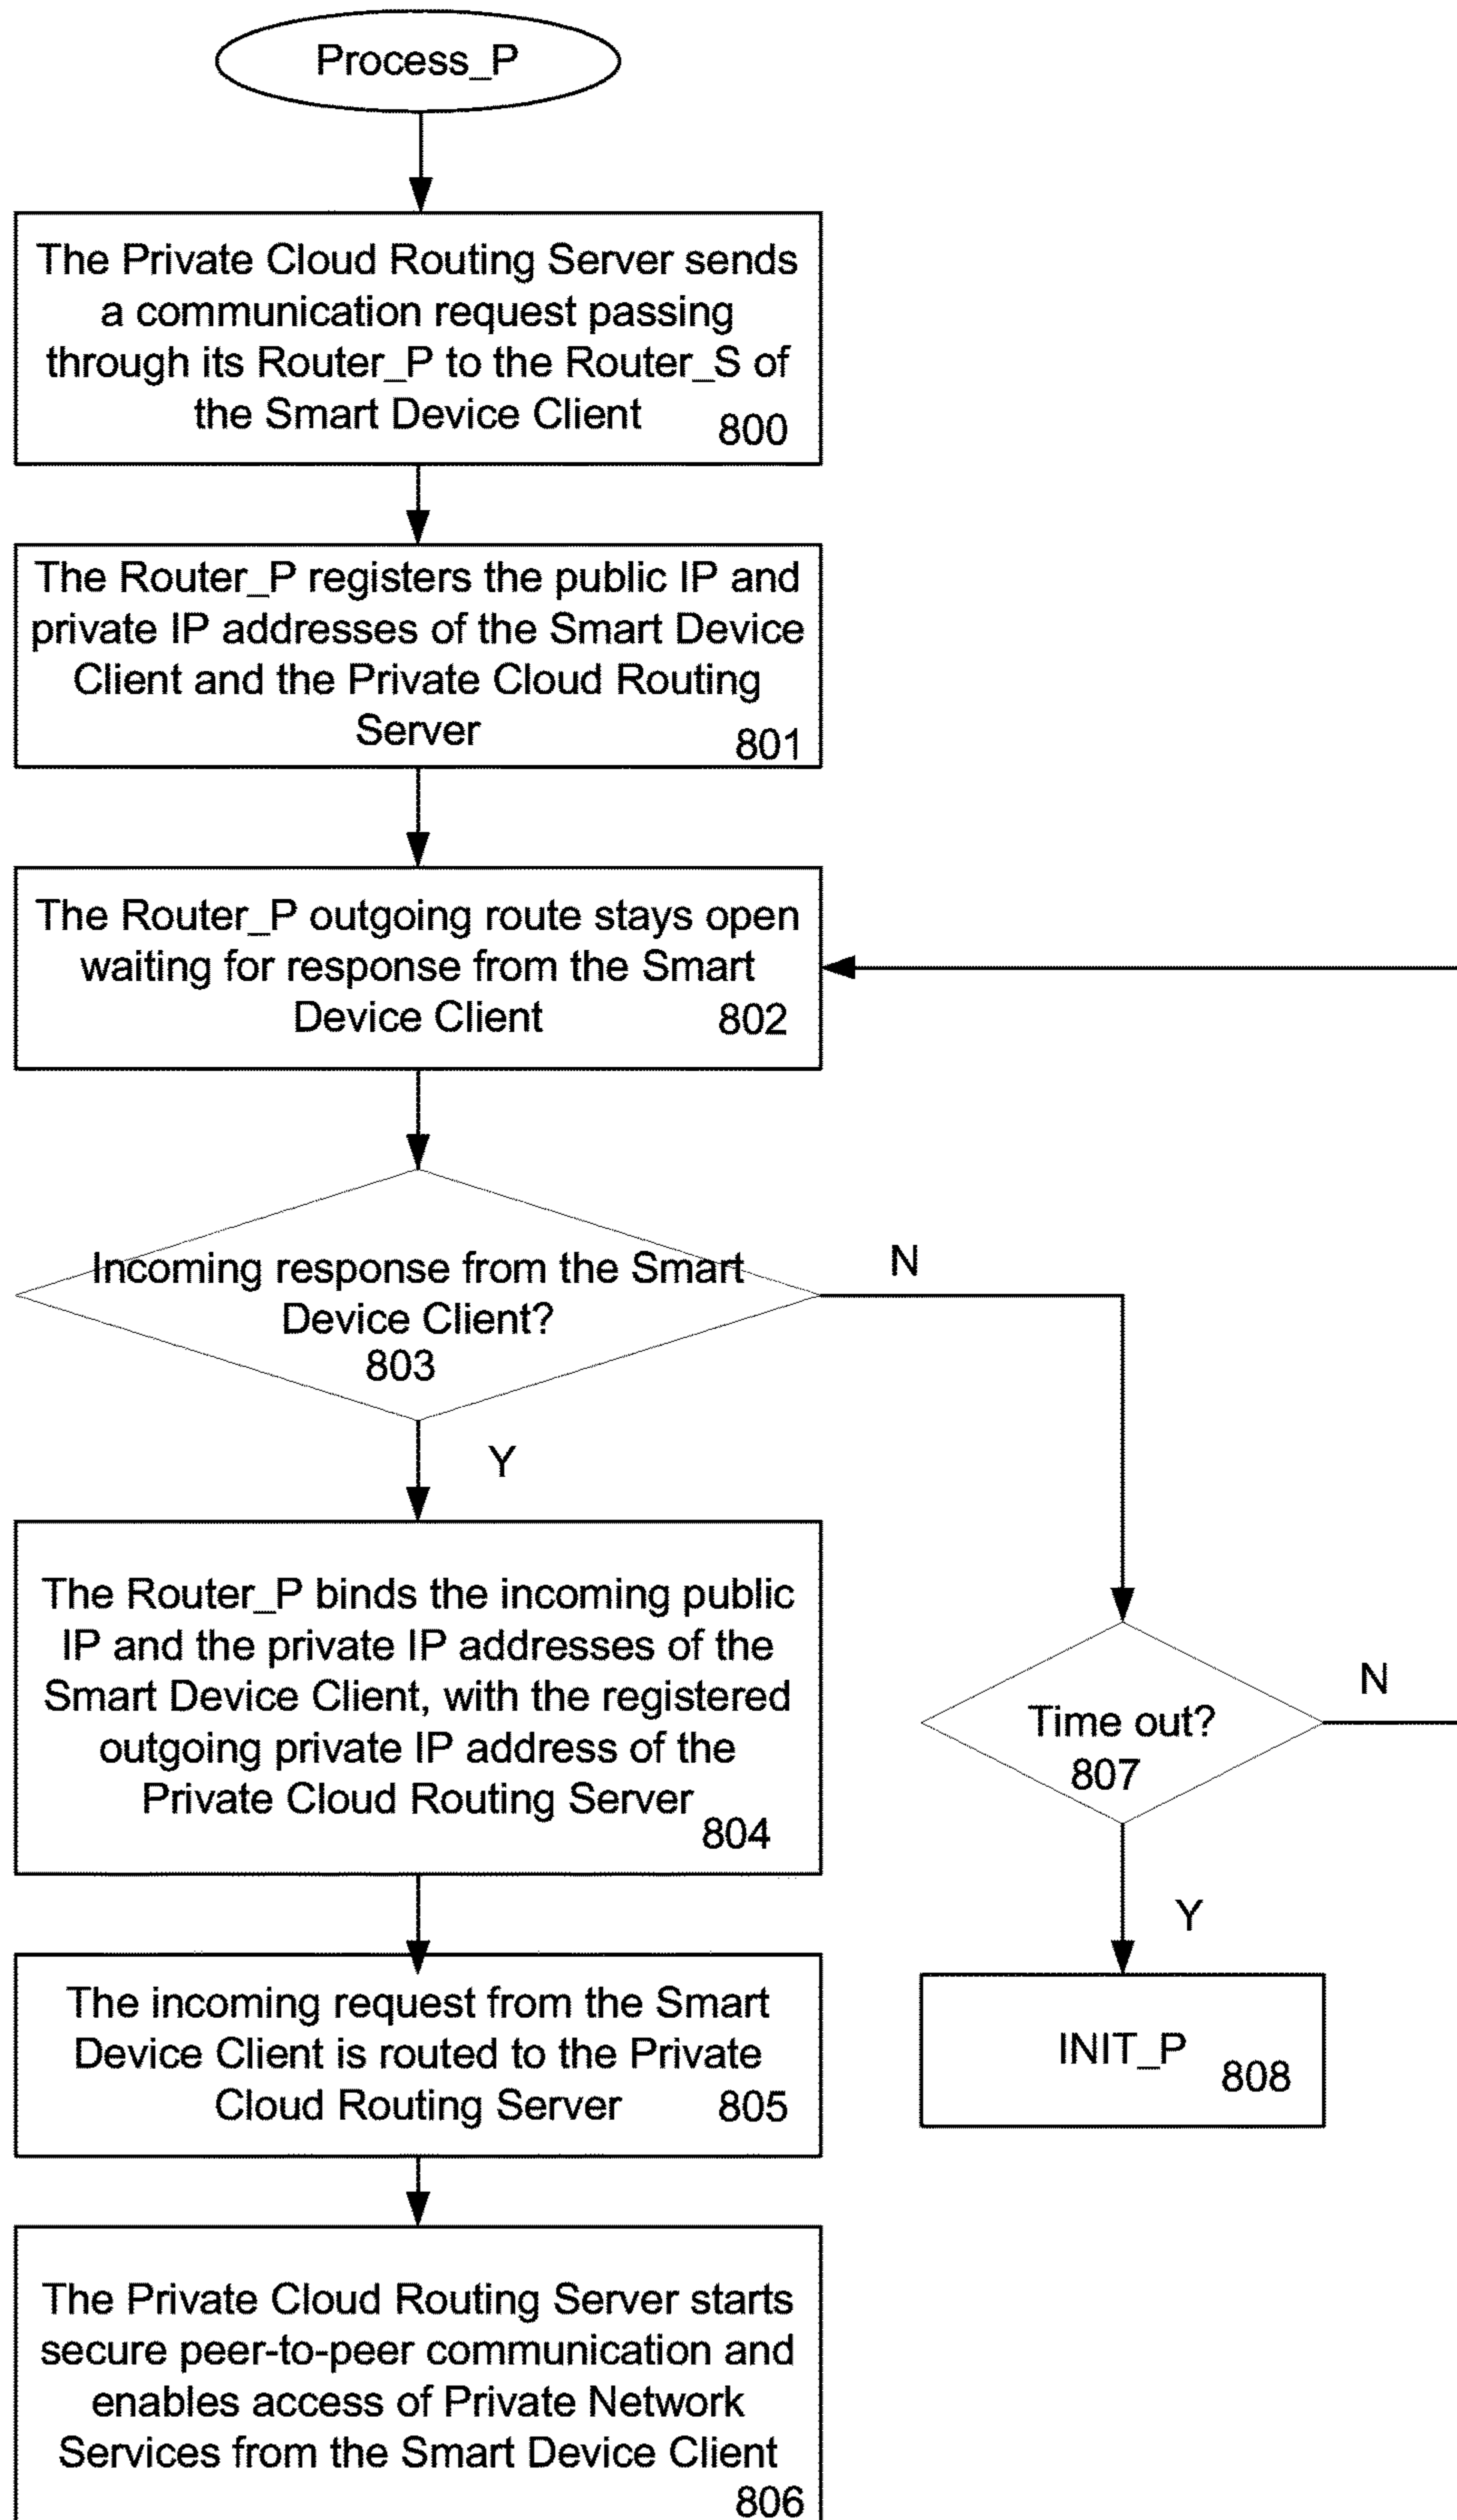 Process_P
The Private Cloud Routing Server sends
a communication request passing
through its Router_P to the Router_S of
the Smart Device Client
800
The Router_P registers the public IP and
private IP addresses of the Smart Device
Client and the Private Cloud Routing
Server
801
The Router_P outgoing route stays open
waiting for response from the Smart
Device Client
802
Incoming response from the Smart
Device Client?
803
N
Y
The Router_P binds the incoming public
IP and the private IP addresses of the
Smart Device Client, with the registered
outgoing private IP address of the
Private Cloud Routing Server
804
The incoming request from the Smart
Device Client is routed to the Private
Cloud Routing Server
805
The Private Cloud Routing Server starts
secure peer-to-peer communication and
enables access of Private Network
Services from the Smart Device Client
806
Time out?
807
N
Y
INIT_P
808